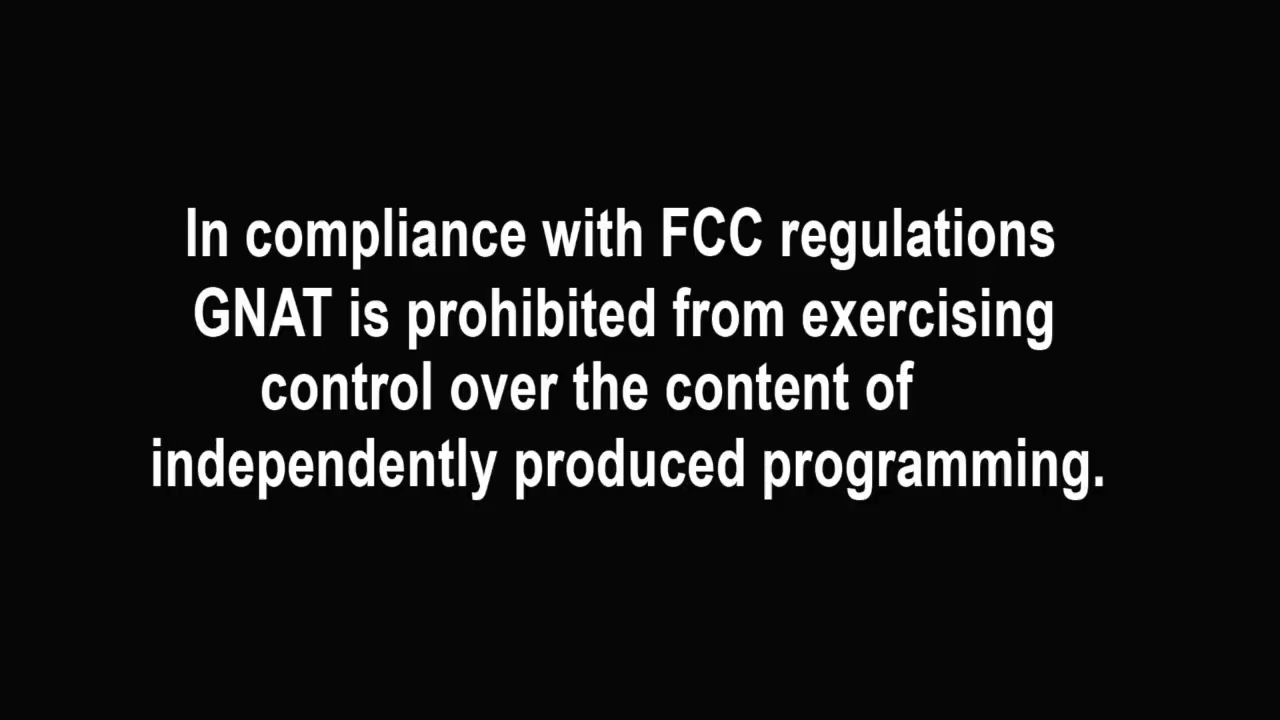 In compliance with FCC regulations
GNAT is prohibited from exercising
control over the content of
independently produced programming.